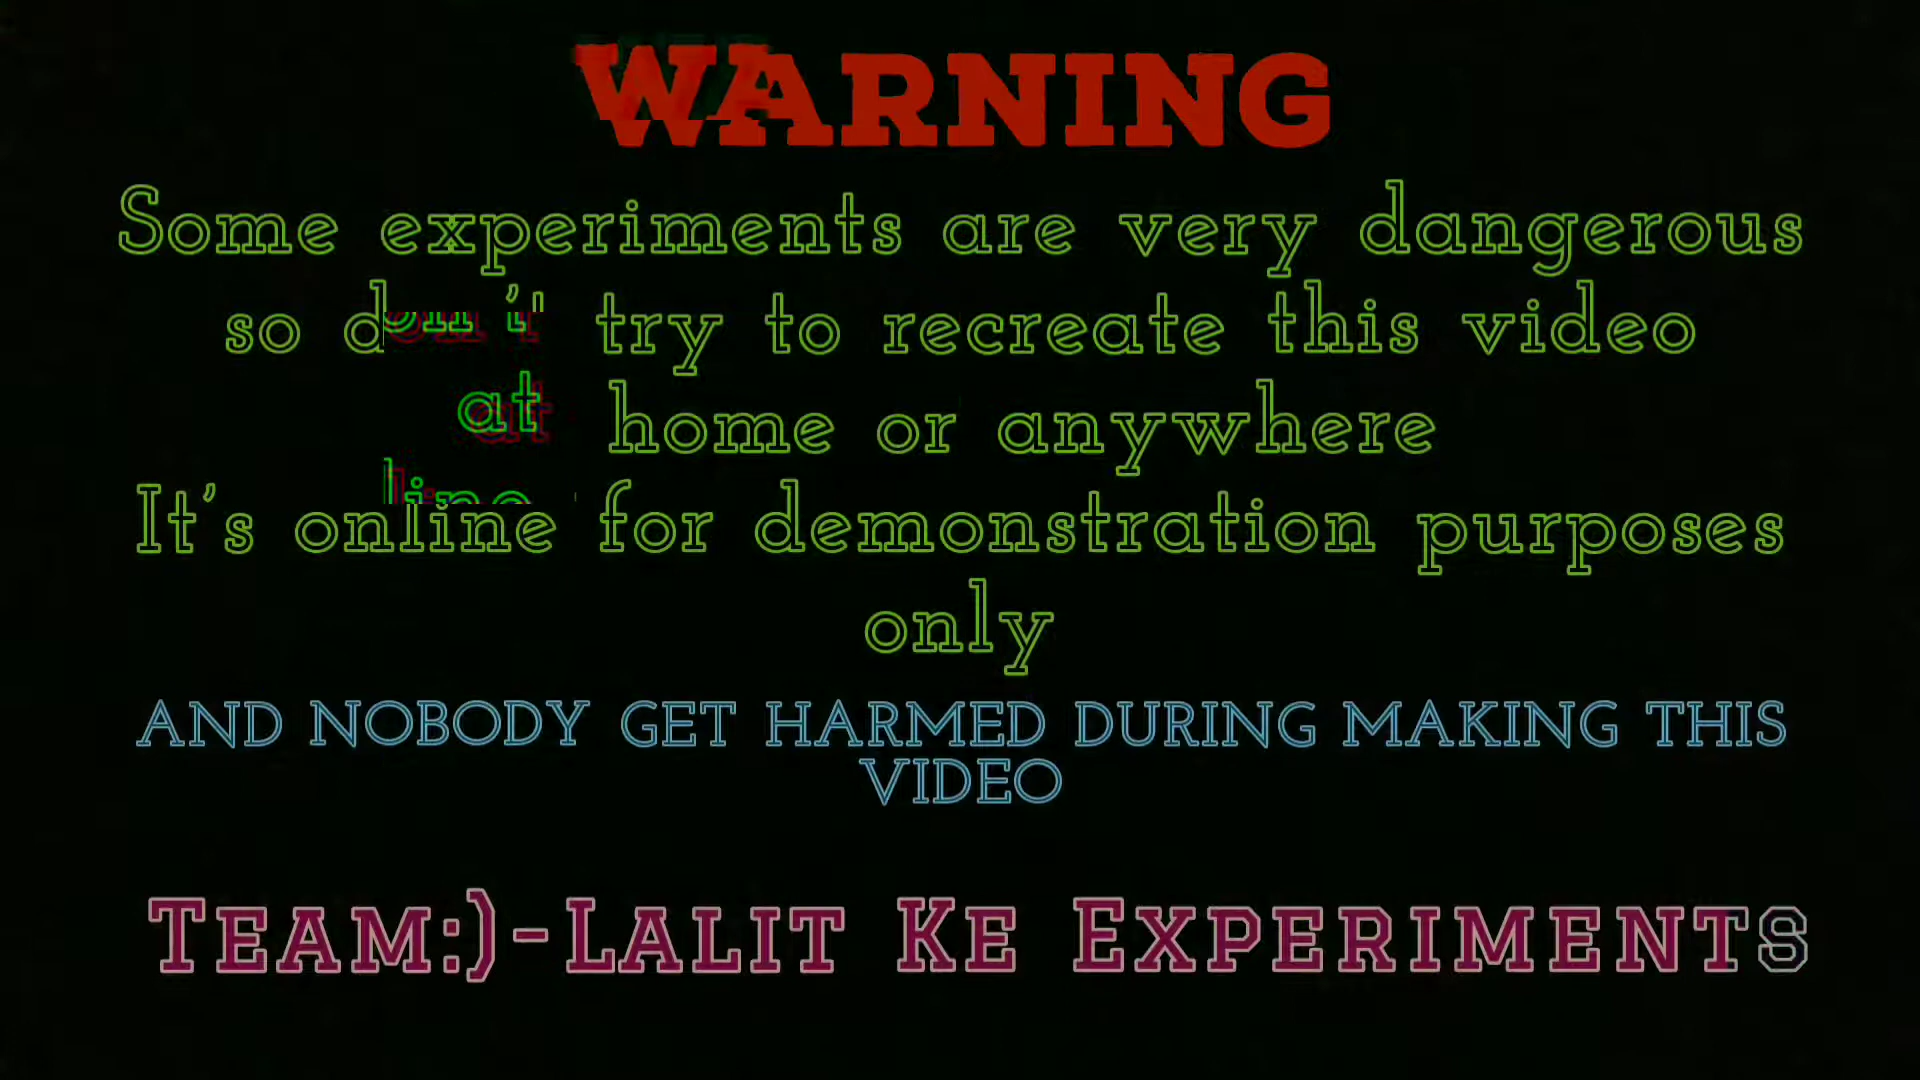 WARNING
Some experiments are very dangerous
so don't try to recreate this video
at home or anywhere
It's online for demonstration purposes
only
AND NOBODY GET HARMED DURING MAKING THIS
VIDEO
TEAM:)-LALIT KE EXPERIMENTS